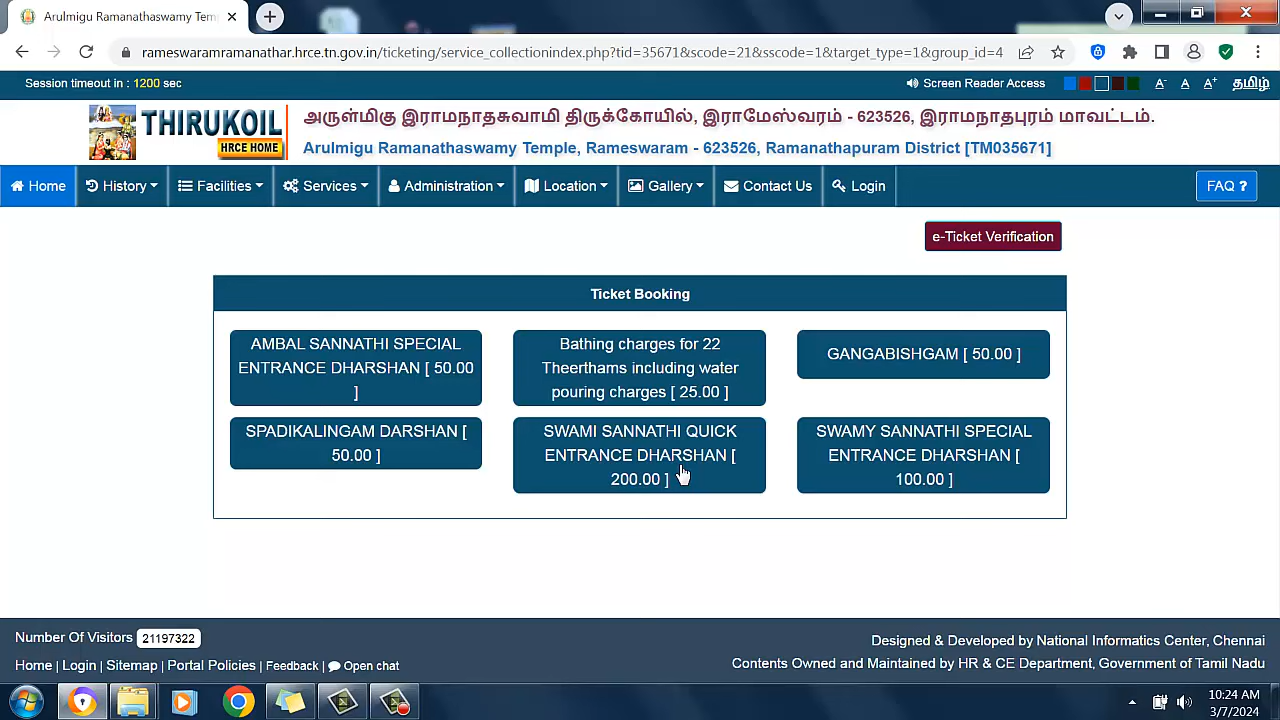 Arulmigu Ramanathaswamy Tem
rameswaramramanathar.hrce.tn.gov.in/ticketing/service_collectionindex.php?tid=35671&scode=21&sscode=1&target_type=1&group_id=4
Session timeout in : 1200 sec
Screen Reader Access
A- A A+ தமிழ்
THIRUKOIL
HRCE HOME
அருள்மிகு இராமநாதசுவாமி திருக்கோயில், இராமேஸ்வரம் - 623526, இராமநாதபுரம் மாவட்டம்.
Arulmigu Ramanathaswamy Temple, Rameswaram - 623526, Ramanathapuram District [TM035671]
Home History Facilities Services Administration Location Gallery Contact Us Login FAQ ?
e-Ticket Verification
Ticket Booking
AMBAL SANNATHI SPECIAL
ENTRANCE DHARSHAN [ 50.00
]
Bathing charges for 22
Theerthams including water
pouring charges [ 25.00 ]
GANGABISHGAM [ 50.00 ]
SPADIKALINGAM DARSHAN [
50.00 ]
SWAMI SANNATHI QUICK
ENTRANCE DHARSHAN [
200.00 ]
SWAMY SANNATHI SPECIAL
ENTRANCE DHARSHAN [
100.00 ]
Number Of Visitors 21197322
Home | Login | Sitemap | Portal Policies | Feedback | Open chat
Designed & Developed by National Informatics Center, Chennai
Contents Owned and Maintained by HR & CE Department, Government of Tamil Nadu
10:24 AM
3/7/2024